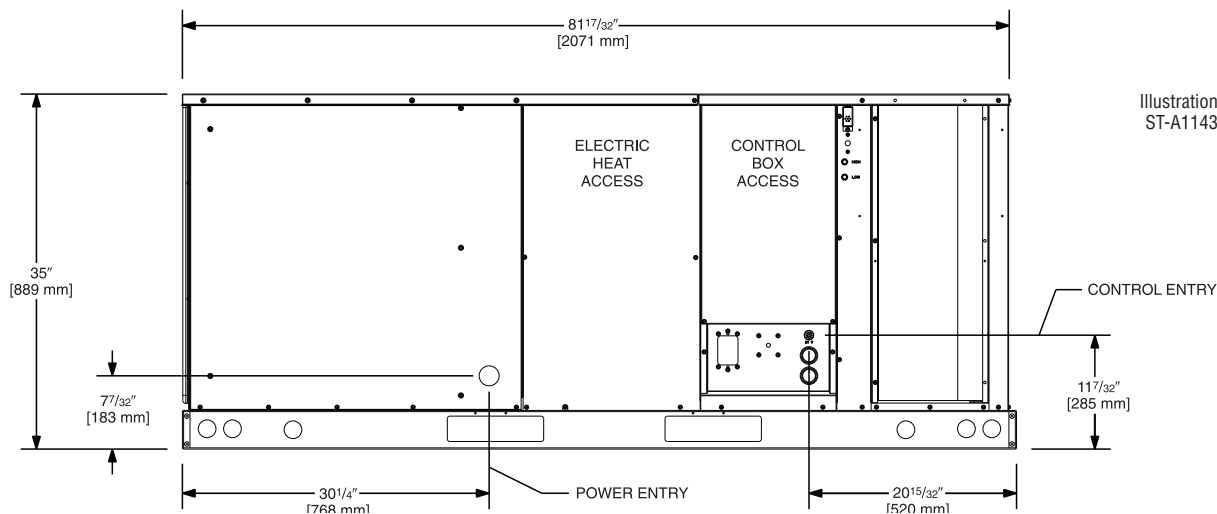 81 17/32"
[2071 mm]
Illustration
ST-A1143
ELECTRIC
HEAT
ACCESS
CONTROL
BOX
ACCESS
HIGH
LOW
35"
[889 mm]
CONTROL ENTRY
7 7/32"
[183 mm]
11 7/32"
[285 mm]
30 1/4"
[768 mm]
POWER ENTRY
20 15/32"
[520 mm]